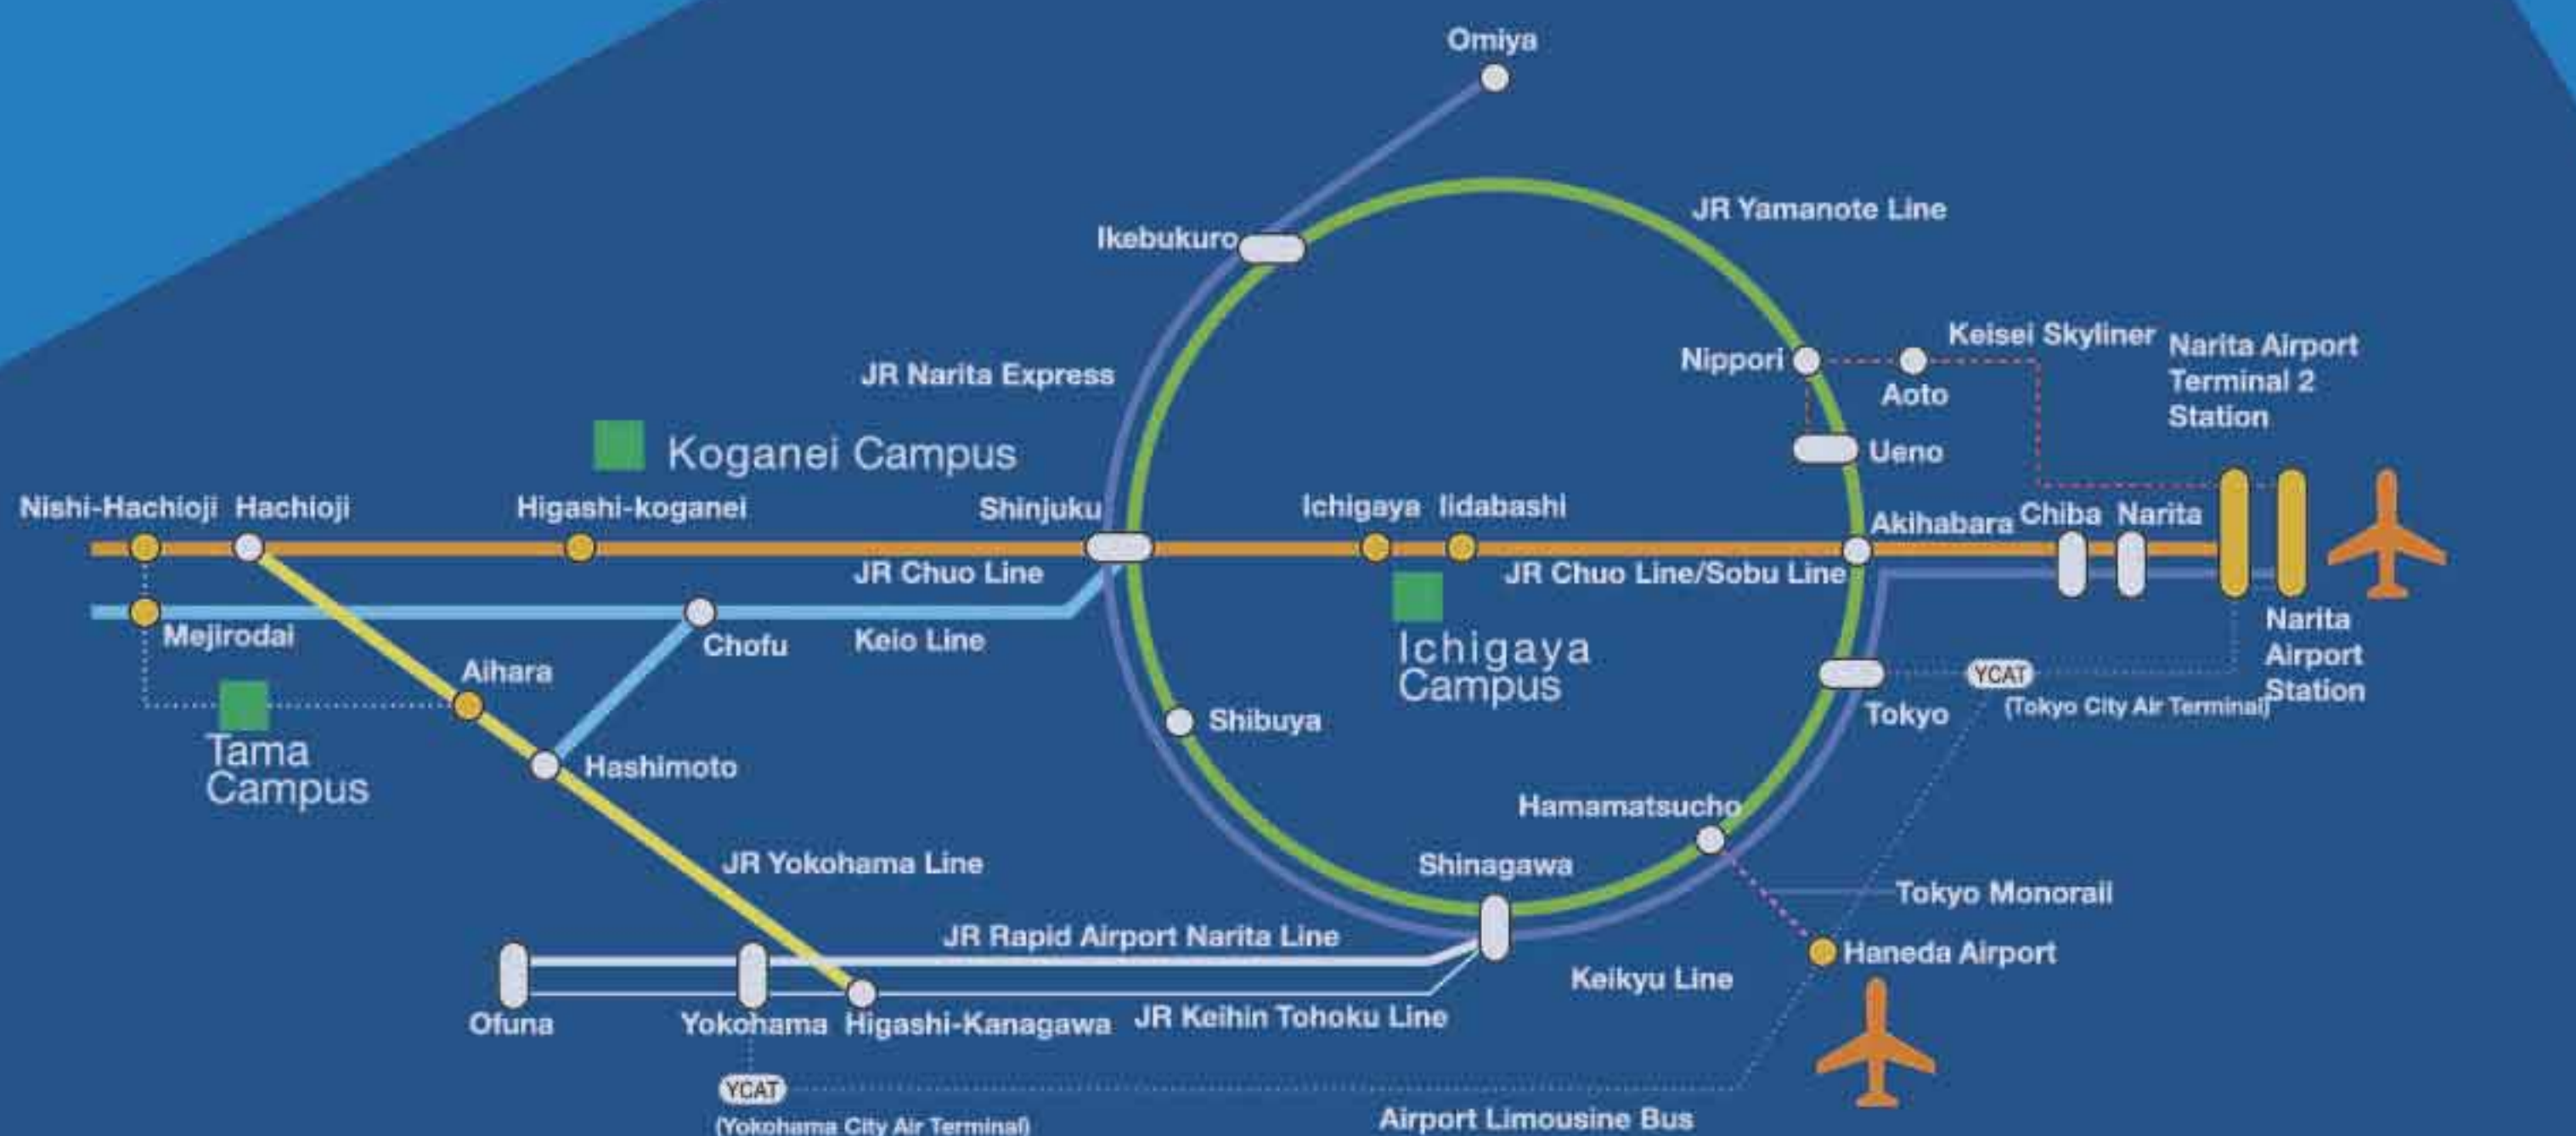 Omiya
JR Yamanote Line
Ikebukuro
Keisei Skyliner
Narita Airport
Terminal 2
Station
Nippori
Aoto
JR Narita Express
Koganei Campus
Ueno
Nishi-Hachioji
Hachioji
Higashi-koganei
Shinjuku
Ichigaya
Iidabashi
Akihabara
Chiba
Narita
JR Chuo Line
JR Chuo Line/Sobu Line
Mejirodai
Chofu
Keio Line
Ichigaya
Campus
Narita
Airport
Station
Aihara
YCAT
(Tokyo City Air Terminal)
Tokyo
Shibuya
Tama
Campus
Hashimoto
Hamamatsucho
JR Yokohama Line
Shinagawa
Tokyo Monorail
JR Rapid Airport Narita Line
Haneda Airport
Keikyu Line
Ofuna
Yokohama
Higashi-Kanagawa
JR Keihin Tohoku Line
YCAT
(Yokohama City Air Terminal)
Airport Limousine Bus